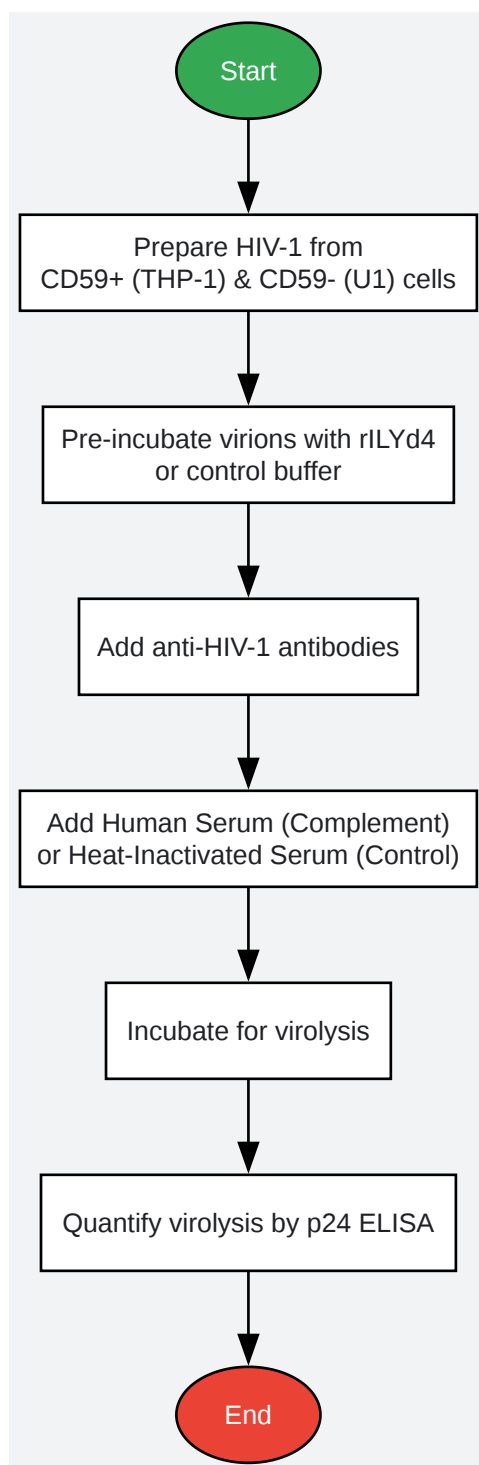 Start
Prepare HIV-1 from
CD59+ (THP-1) & CD59- (U1) cells
Pre-incubate virions with rILYd4
or control buffer
Add anti-HIV-1 antibodies
Add Human Serum (Complement)
or Heat-Inactivated Serum (Control)
Incubate for virolysis
Quantify virolysis by p24 ELISA
End